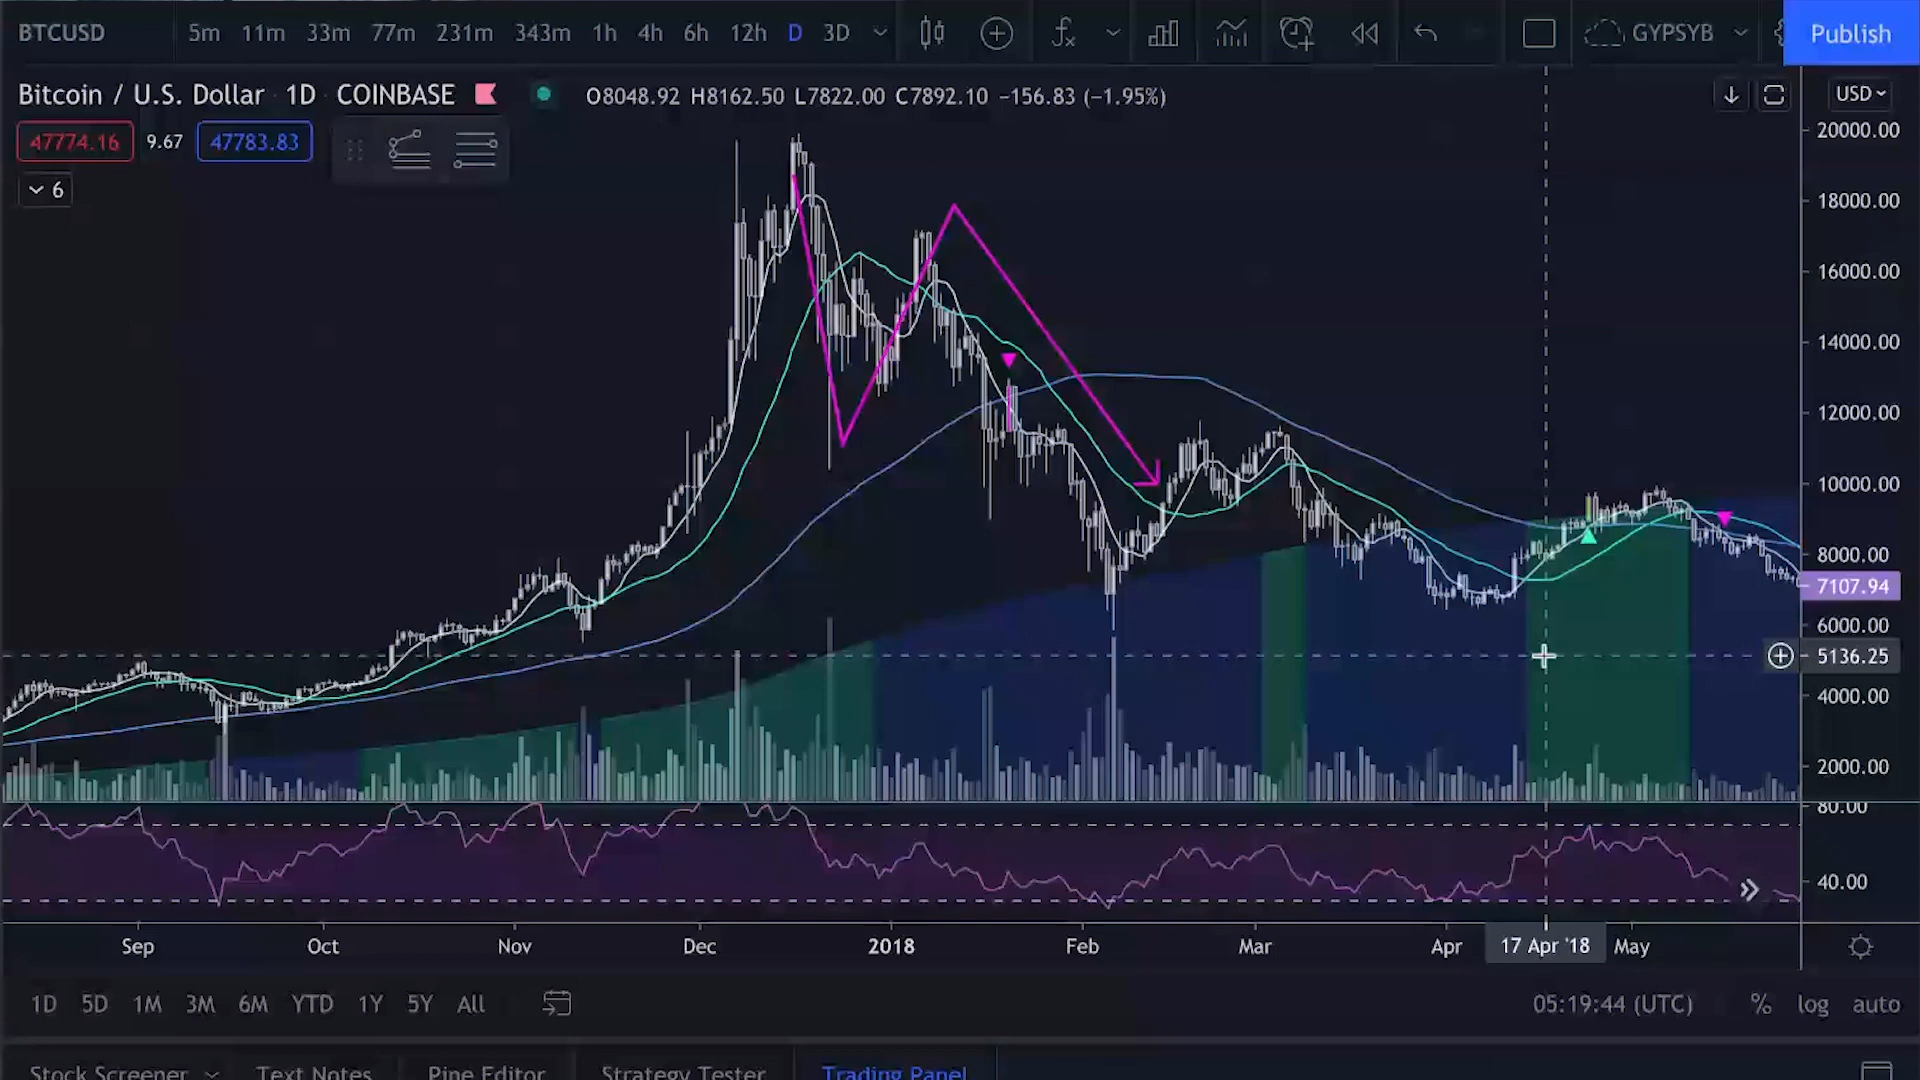 BTCUSD 5m 11m 33m 77m 231m 343m 1h 4h 6h 12h D 3D GYPSYB Publish
Bitcoin / U.S. Dollar 1D COINBASE O8048.92 H8162.50 L7822.00 C7892.10 −156.83 (−1.95%) USD
47774.16 9.67 47783.83
6
20000.00
18000.00
16000.00
14000.00
12000.00
10000.00
8000.00
7107.94
6000.00
5136.25
4000.00
2000.00
80.00
40.00
Sep Oct Nov Dec 2018 Feb Mar Apr 17 Apr '18 May
1D 5D 1M 3M 6M YTD 1Y 5Y All 05:19:44 (UTC) % log auto
Stock Screener Text Notes Pine Editor Strategy Tester Trading Panel